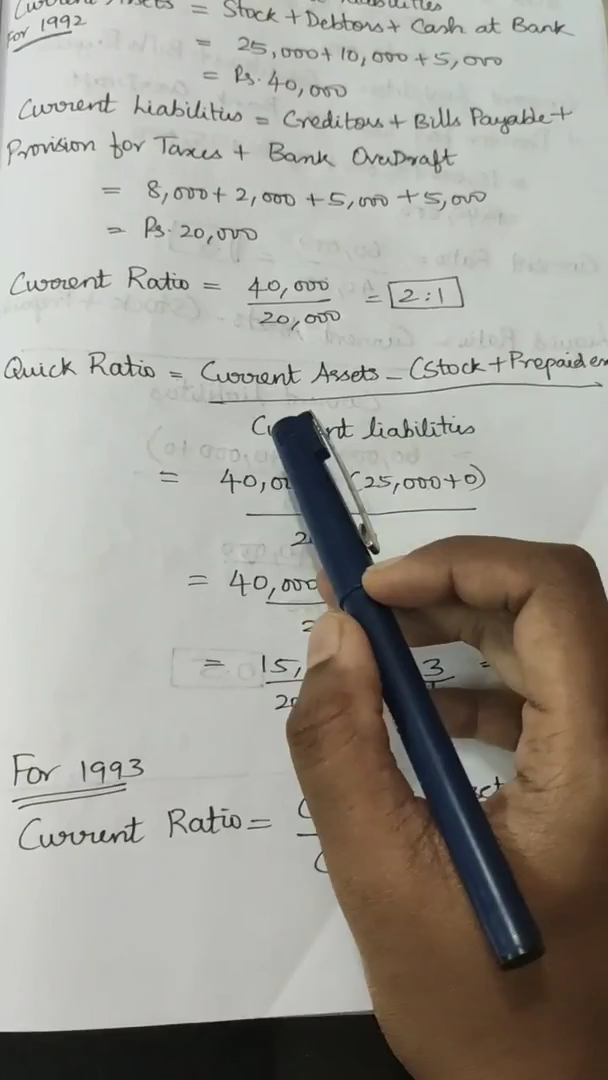 = Stock + Debtors + Cash at Bank
For 1992
= 25,000 + 10,000 + 5,000
= Rs. 40,000
Current Liabilities = Creditors + Bills Payable +
Provision for Taxes + Bank OverDraft
= 8,000 + 2,000 + 5,000 + 5,000
= Rs. 20,000
Current Ratio = 40,000 / 20,000 = 2:1
Quick Ratio = Current Assets - (Stock + Prepaid
liabilities
= (25,000 + 0)
= 40,000
=
For 1993
Current Ratio =